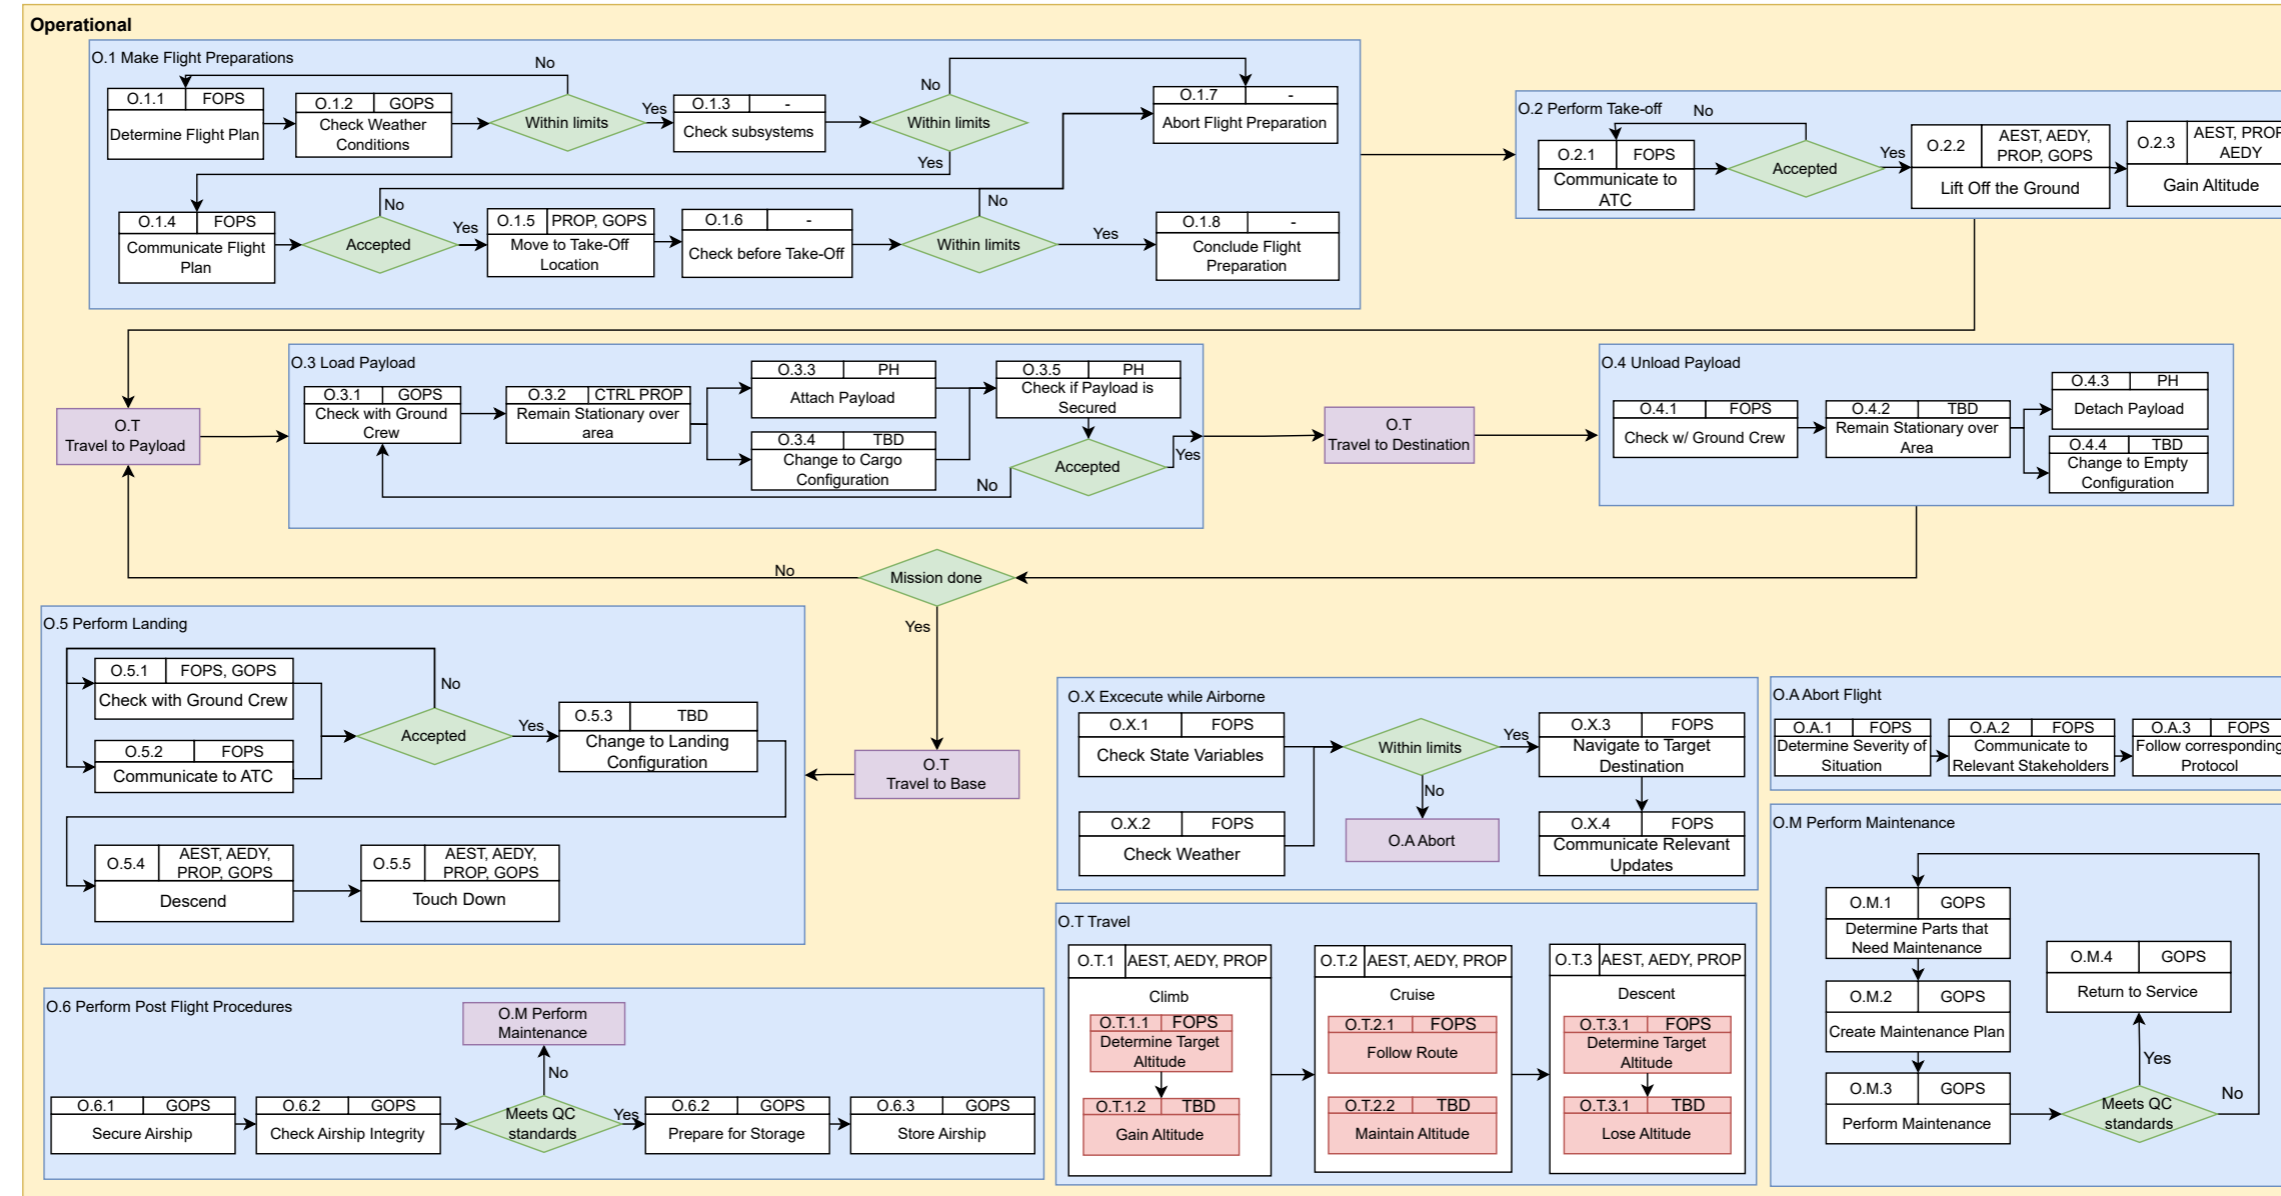 Operational
O.1 Make Flight Preparations
No
O.1.1 FOPS
Determine Flight Plan
O.1.2 GOPS
Check Weather
Conditions
Within limits
Yes
O.1.3 -
Check subsystems
No
Within limits
Yes
O.1.7 -
Abort Flight Preparation
O.1.4 FOPS
Communicate Flight
Plan
No
Accepted
Yes
O.1.5 PROP, GOPS
Move to Take-Off
Location
O.1.6 -
Check before Take-Off
No
Within limits
Yes
O.1.8 -
Conclude Flight
Preparation
O.2 Perform Take-off
No
O.2.1 FOPS
Communicate to
ATC
Accepted
Yes
O.2.2 AEST, AEDY,
PROP, GOPS
Lift Off the Ground
O.2.3 AEST, PROP
AEDY
Gain Altitude
O.T
Travel to Payload
O.3 Load Payload
O.3.1 GOPS
Check with Ground
Crew
O.3.2 CTRL PROP
Remain Stationary over
area
O.3.3 PH
Attach Payload
O.3.4 TBD
Change to Cargo
Configuration
O.3.5 PH
Check if Payload is
Secured
Accepted
Yes
No
O.T
Travel to Destination
O.4 Unload Payload
O.4.1 FOPS
Check w/ Ground Crew
O.4.2 TBD
Remain Stationary over
Area
O.4.3 PH
Detach Payload
O.4.4 TBD
Change to Empty
Configuration
No
Mission done
Yes
O.5 Perform Landing
O.5.1 FOPS, GOPS
Check with Ground Crew
O.5.2 FOPS
Communicate to ATC
No
Accepted
Yes
O.5.3 TBD
Change to Landing
Configuration
O.5.4 AEST, AEDY,
PROP, GOPS
Descend
O.5.5 AEST, AEDY,
PROP, GOPS
Touch Down
O.T
Travel to Base
O.X Excecute while Airborne
O.X.1 FOPS
Check State Variables
O.X.2 FOPS
Check Weather
Within limits
Yes
No
O.A Abort
O.X.3 FOPS
Navigate to Target
Destination
O.X.4 FOPS
Communicate Relevant
Updates
O.A Abort Flight
O.A.1 FOPS
Determine Severity of
Situation
O.A.2 FOPS
Communicate to
Relevant Stakeholders
O.A.3 FOPS
Follow corresponding
Protocol
O.M Perform Maintenance
O.M.1 GOPS
Determine Parts that
Need Maintenance
O.M.2 GOPS
Create Maintenance Plan
O.M.3 GOPS
Perform Maintenance
O.M.4 GOPS
Return to Service
Yes
Meets QC
standards
No
O.T Travel
O.T.1 AEST, AEDY, PROP
Climb
O.T.1.1 FOPS
Determine Target
Altitude
O.T.1.2 TBD
Gain Altitude
O.T.2 AEST, AEDY, PROP
Cruise
O.T.2.1 FOPS
Follow Route
O.T.2.2 TBD
Maintain Altitude
O.T.3 AEST, AEDY, PROP
Descent
O.T.3.1 FOPS
Determine Target
Altitude
O.T.3.1 TBD
Lose Altitude
O.6 Perform Post Flight Procedures
O.M Perform
Maintenance
No
O.6.1 GOPS
Secure Airship
O.6.2 GOPS
Check Airship Integrity
Meets QC
standards
Yes
O.6.2 GOPS
Prepare for Storage
O.6.3 GOPS
Store Airship